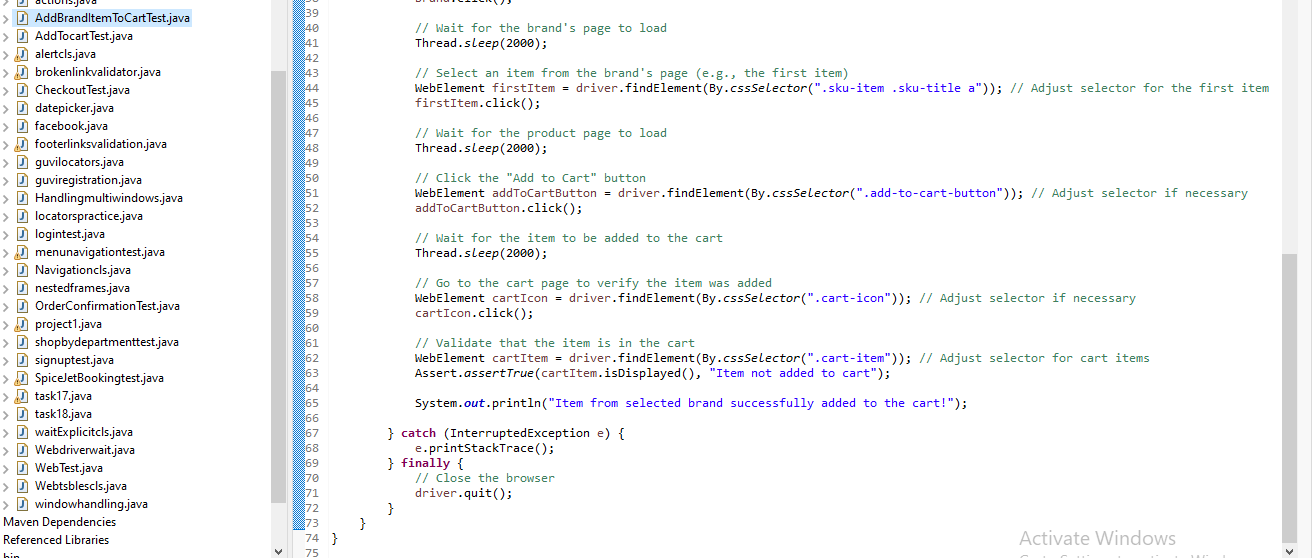 actions.java
AddBrandItemToCartTest.java
AddTocartTest.java
alertcls.java
brokenlinkvalidator.java
CheckoutTest.java
datepicker.java
facebook.java
footerlinksvalidation.java
guvilocators.java
guviregistration.java
Handlingmultiwindows.java
locatorspractice.java
logintest.java
menunavigationtest.java
Navigationcls.java
nestedframes.java
OrderConfirmationTest.java
project1.java
shopbydepartmenttest.java
signuptest.java
SpiceJetBookingtest.java
task17.java
task18.java
waitExplicitcls.java
Webdriverwait.java
WebTest.java
Webtsblescls.java
windowhandling.java
Maven Dependencies
Referenced Libraries
bin
38 brand.click();
39
40 // Wait for the brand's page to load
41 Thread.sleep(2000);
42
43 // Select an item from the brand's page (e.g., the first item)
44 WebElement firstItem = driver.findElement(By.cssSelector(".sku-item .sku-title a")); // Adjust selector for the first item
45 firstItem.click();
46
47 // Wait for the product page to load
48 Thread.sleep(2000);
49
50 // Click the "Add to Cart" button
51 WebElement addToCartButton = driver.findElement(By.cssSelector(".add-to-cart-button")); // Adjust selector if necessary
52 addToCartButton.click();
53
54 // Wait for the item to be added to the cart
55 Thread.sleep(2000);
56
57 // Go to the cart page to verify the item was added
58 WebElement cartIcon = driver.findElement(By.cssSelector(".cart-icon")); // Adjust selector if necessary
59 cartIcon.click();
60
61 // Validate that the item is in the cart
62 WebElement cartItem = driver.findElement(By.cssSelector(".cart-item")); // Adjust selector for cart items
63 Assert.assertTrue(cartItem.isDisplayed(), "Item not added to cart");
64
65 System.out.println("Item from selected brand successfully added to the cart!");
66
67 } catch (InterruptedException e) {
68 e.printStackTrace();
69 } finally {
70 // Close the browser
71 driver.quit();
72 }
73 }
74 }
75
Activate Windows